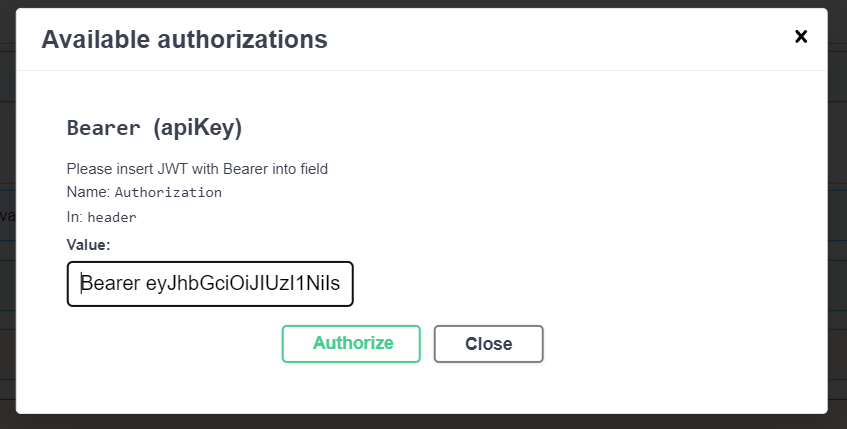 Available authorizations
Bearer (apiKey)
Please insert JWT with Bearer into field
Name: Authorization
In: header
Value:
Bearer eyJhbGciOiJIUzI1NiIs
Authorize Close